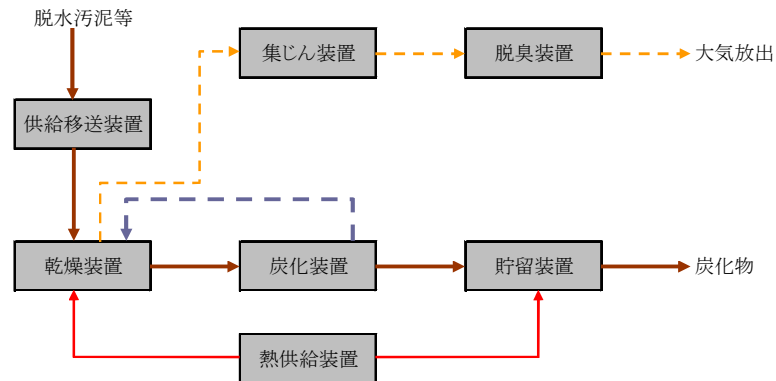 脱水汚泥等
集じん装置
脱臭装置
大気放出
供給移送装置
乾燥装置
炭化装置
貯留装置
炭化物
熱供給装置